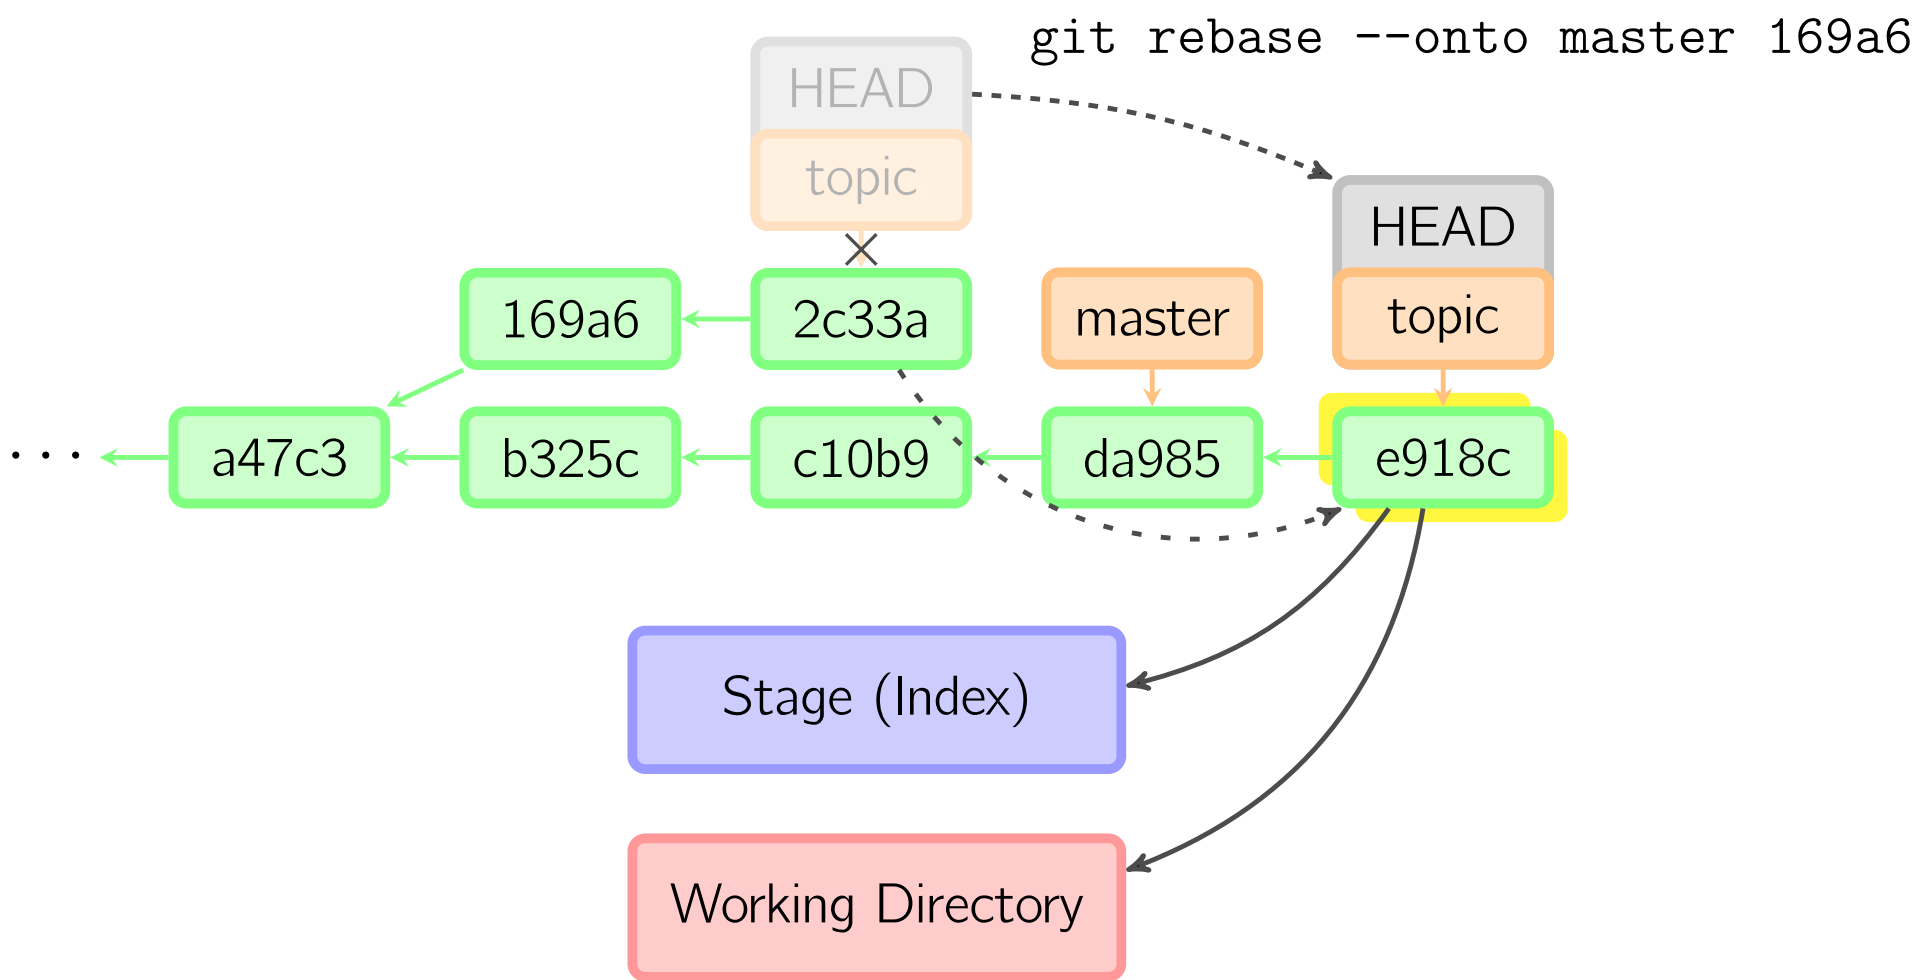 git rebase --onto master 169a6
HEAD
topic
HEAD
169a6
2c33a
master
topic
...
a47c3
b325c
c10b9
da985
e918c
Stage (Index)
Working Directory